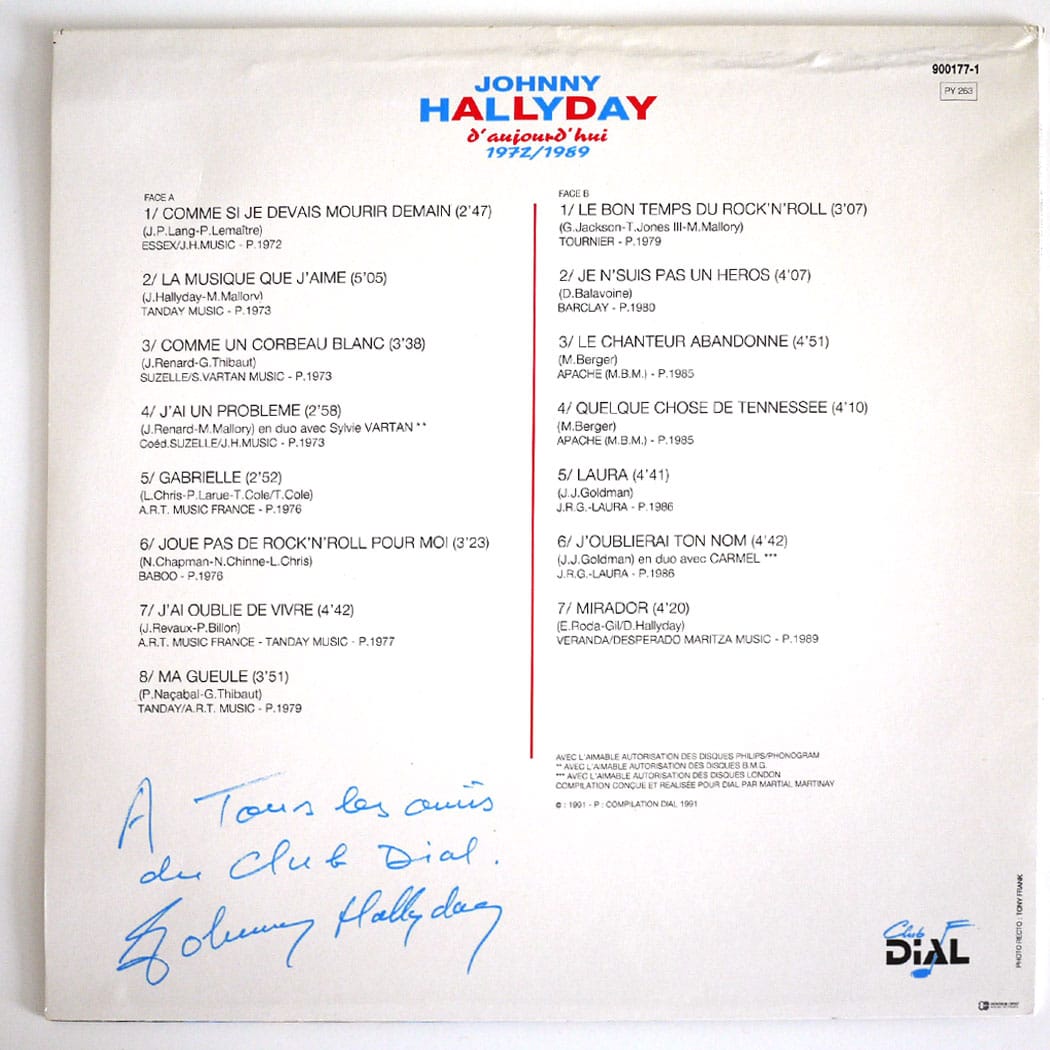 JOHNNY
HALLYDAY
d'aujourd'hui
1972/1989
900177-1
PY 263
FACE A
1/ COMME SI JE DEVAIS MOURIR DEMAIN (2'47)
(J.P.Lang-P.Lemaître)
ESSEX/J.H.MUSIC - P.1972
2/ LA MUSIQUE QUE J'AIME (5'05)
(J.Hallyday-M.Mallory)
TANDAY MUSIC - P.1973
3/ COMME UN CORBEAU BLANC (3'38)
(J.Renard-G.Thibaut)
SUZELLE/S.VARTAN MUSIC - P.1973
4/ J'AI UN PROBLEME (2'58)
(J.Renard-M.Mallory) en duo avec Sylvie VARTAN **
Coéd.SUZELLE/J.H.MUSIC - P.1973
5/ GABRIELLE (2'52)
(L.Chris-P.Larue-T.Cole/T.Cole)
A.R.T. MUSIC FRANCE - P.1976
6/ JOUE PAS DE ROCK'N'ROLL POUR MOI (3'23)
(N.Chapman-N.Chinne-L.Chris)
BABOO - P.1976
7/ J'AI OUBLIE DE VIVRE (4'42)
(J.Revaux-P.Billon)
A.R.T. MUSIC FRANCE - TANDAY MUSIC - P.1977
8/ MA GUEULE (3'51)
(P.Naçabal-G.Thibaut)
TANDAY/A.R.T. MUSIC - P.1979
FACE B
1/ LE BON TEMPS DU ROCK'N'ROLL (3'07)
(G.Jackson-T.Jones III-M.Mallory)
TOURNIER - P.1979
2/ JE N'SUIS PAS UN HEROS (4'07)
(D.Balavoine)
BARCLAY - P.1980
3/ LE CHANTEUR ABANDONNE (4'51)
(M.Berger)
APACHE (M.B.M.) - P.1985
4/ QUELQUE CHOSE DE TENNESSEE (4'10)
(M.Berger)
APACHE (M.B.M.) - P.1985
5/ LAURA (4'41)
(J.J.Goldman)
J.R.G.-LAURA - P.1986
6/ J'OUBLIERAI TON NOM (4'42)
(J.J.Goldman) en duo avec CARMEL ***
J.R.G.-LAURA - P.1986
7/ MIRADOR (4'20)
(E.Roda-Gil/D.Hallyday)
VERANDA/DESPERADO MARITZA MUSIC - P.1989
AVEC L'AIMABLE AUTORISATION DES DISQUES PHILIPS/PHONOGRAM
** AVEC L'AIMABLE AUTORISATION DES DISQUES B.M.G.
*** AVEC L'AIMABLE AUTORISATION DES DISQUES LONDON
COMPILATION CONÇUE ET REALISEE POUR DIAL PAR MARTIAL MARTINAY
© : 1991 - P : COMPILATION DIAL 1991
A Tous les amis
du Club Dial.
Johnny Hallyday
Club
DiAL
PHOTO RECTO : TONY FRANK